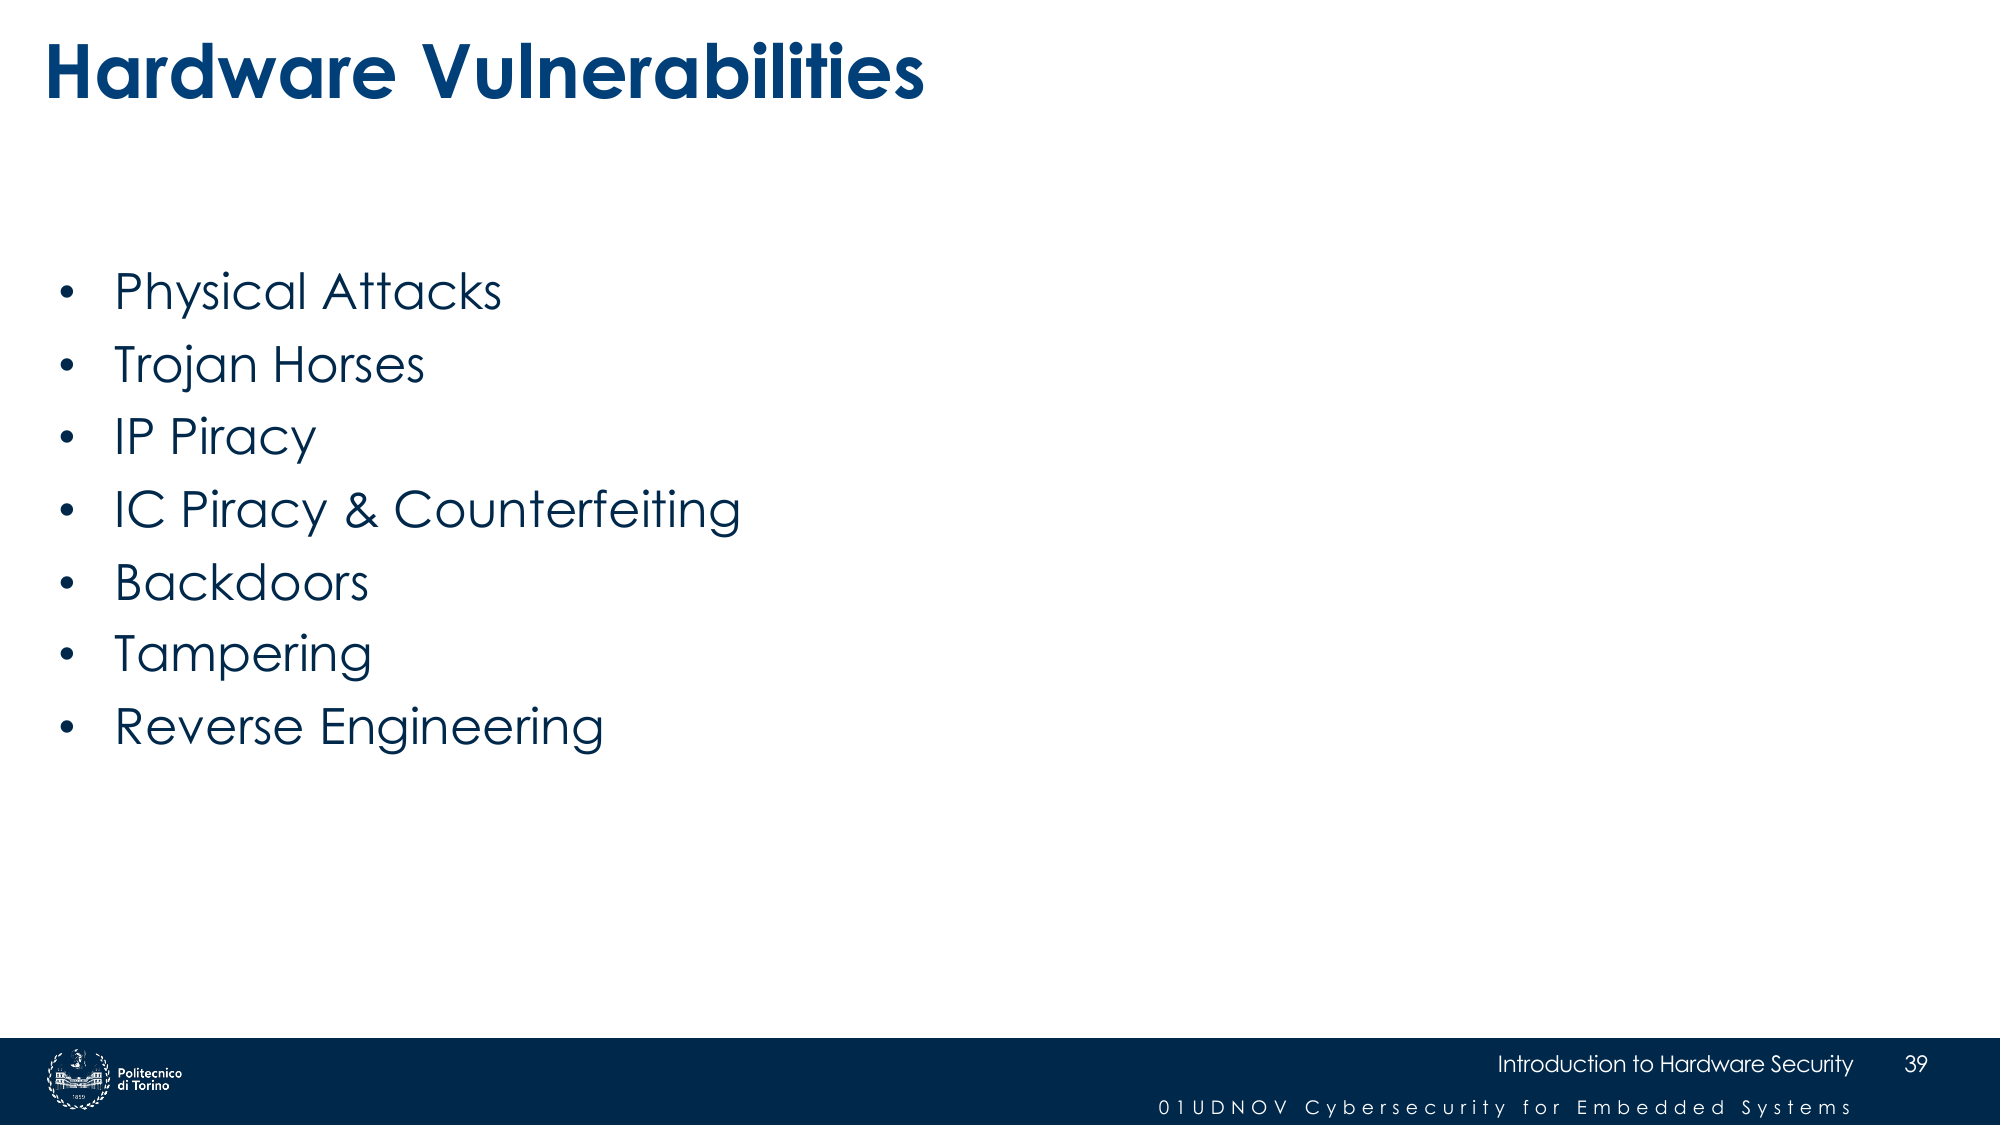 Hardware Vulnerabilities
• Physical Attacks
• Trojan Horses
• IP Piracy
• IC Piracy & Counterfeiting
• Backdoors
• Tampering
• Reverse Engineering
1859
Politecnico
di Torino
Introduction to Hardware Security 39
01UDNOV Cybersecurity for Embedded Systems